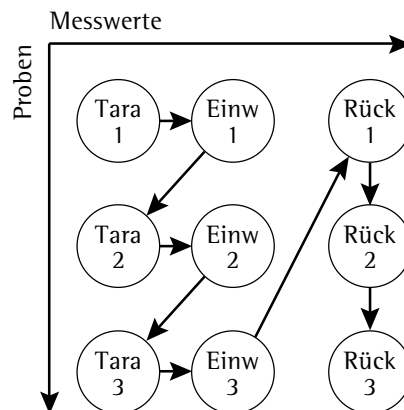 Messwerte
Proben
Tara
1
Einw
1
Rück
1
Tara
2
Einw
2
Rück
2
Tara
3
Einw
3
Rück
3